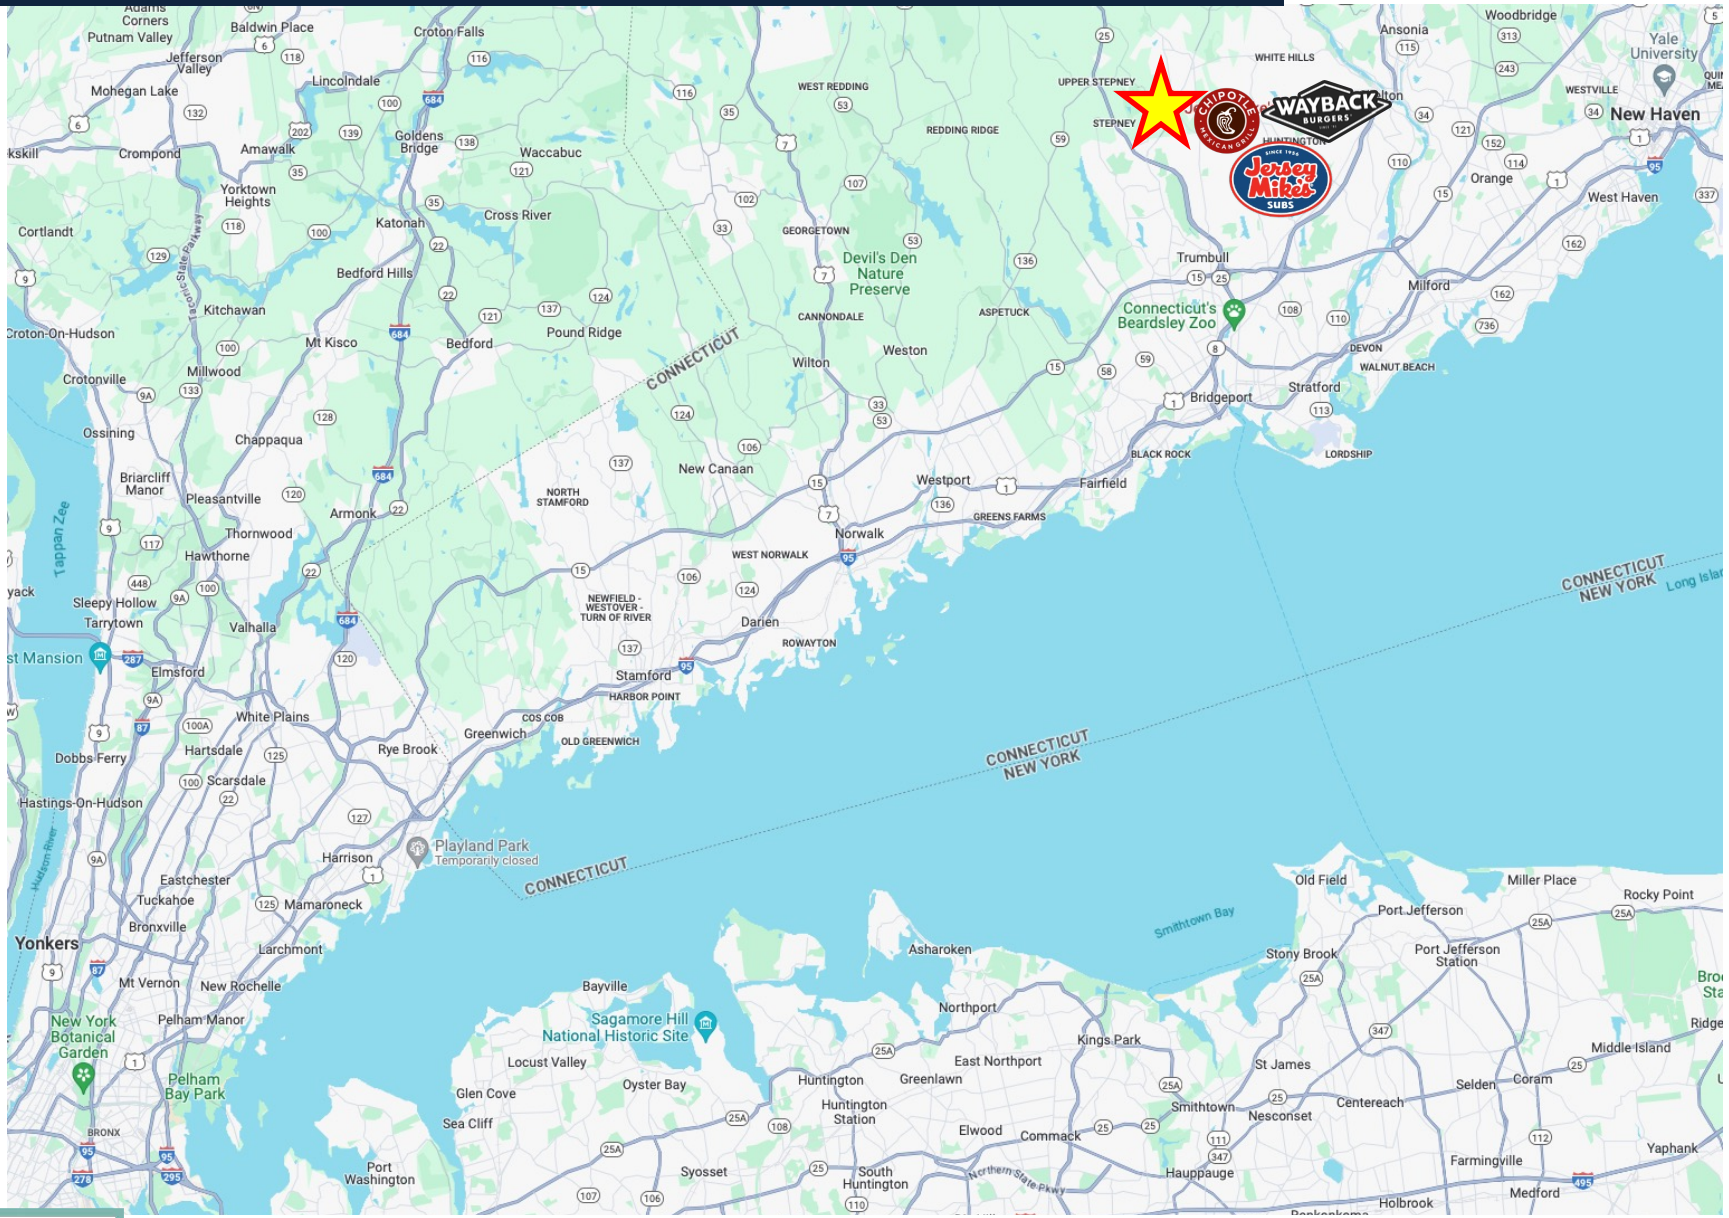 Adams
Corners
Putnam Valley
Baldwin Place
Croton Falls
Jefferson
Valley
Lincolndale
Mohegan Lake
Goldens
Bridge
Crompond
Amawalk
Waccabuc
Yorktown
Heights
Katonah
Cross River
Cortlandt
Bedford Hills
Taconic State Parkway
Kitchawan
Croton-On-Hudson
Mt Kisco
Bedford
Pound Ridge
CONNECTICUT
Crotonville
Millwood
Ossining
Chappaqua
Briarcliff
Manor
Pleasantville
Armonk
Thornwood
Hawthorne
Tappan Zee
Sleepy Hollow
Tarrytown
Valhalla
Elmsford
White Plains
Hartsdale
Dobbs Ferry
Scarsdale
Hastings-On-Hudson
Rye Brook
Hudson River
Harrison
Playland Park
Temporarily closed
Eastchester
Tuckahoe
Mamaroneck
Bronxville
Yonkers
Larchmont
Mt Vernon
New Rochelle
Pelham Manor
New York
Botanical
Garden
Pelham
Bay Park
BRONX
WEST REDDING
REDDING RIDGE
UPPER STEPNEY
STEPNEY
WHITE HILLS
HUNTINGTON
CHIPOTLE
MEXICAN GRILL
WAYBACK
BURGERS
SINCE 1956
Jersey
Mike's
SUBS
Ansonia
Woodbridge
Yale
University
WESTVILLE
New Haven
Orange
West Haven
GEORGETOWN
Devil's Den
Nature
Preserve
CANNONDALE
ASPETUCK
Weston
Wilton
Trumbull
Connecticut's
Beardsley Zoo
Milford
DEVON
WALNUT BEACH
Stratford
Bridgeport
LORDSHIP
BLACK ROCK
Fairfield
Westport
GREENS FARMS
New Canaan
NORTH
STAMFORD
Norwalk
WEST NORWALK
NEWFIELD -
WESTOVER -
TURN OF RIVER
Darien
ROWAYTON
Stamford
HARBOR POINT
COS COB
Greenwich
OLD GREENWICH
CONNECTICUT
NEW YORK
CONNECTICUT
NEW YORK
CONNECTICUT
Smithtown Bay
Old Field
Miller Place
Rocky Point
Port Jefferson
Port Jefferson
Station
Stony Brook
Asharoken
Northport
Bayville
Sagamore Hill
National Historic Site
Locust Valley
Oyster Bay
Glen Cove
Sea Cliff
Port
Washington
Huntington
Greenlawn
East Northport
Kings Park
Huntington
Station
Elwood
Commack
Syosset
South
Huntington
Northern State Pkwy
St James
Smithtown
Nesconset
Hauppauge
Centereach
Selden
Coram
Middle Island
Farmingville
Yaphank
Medford
Holbrook